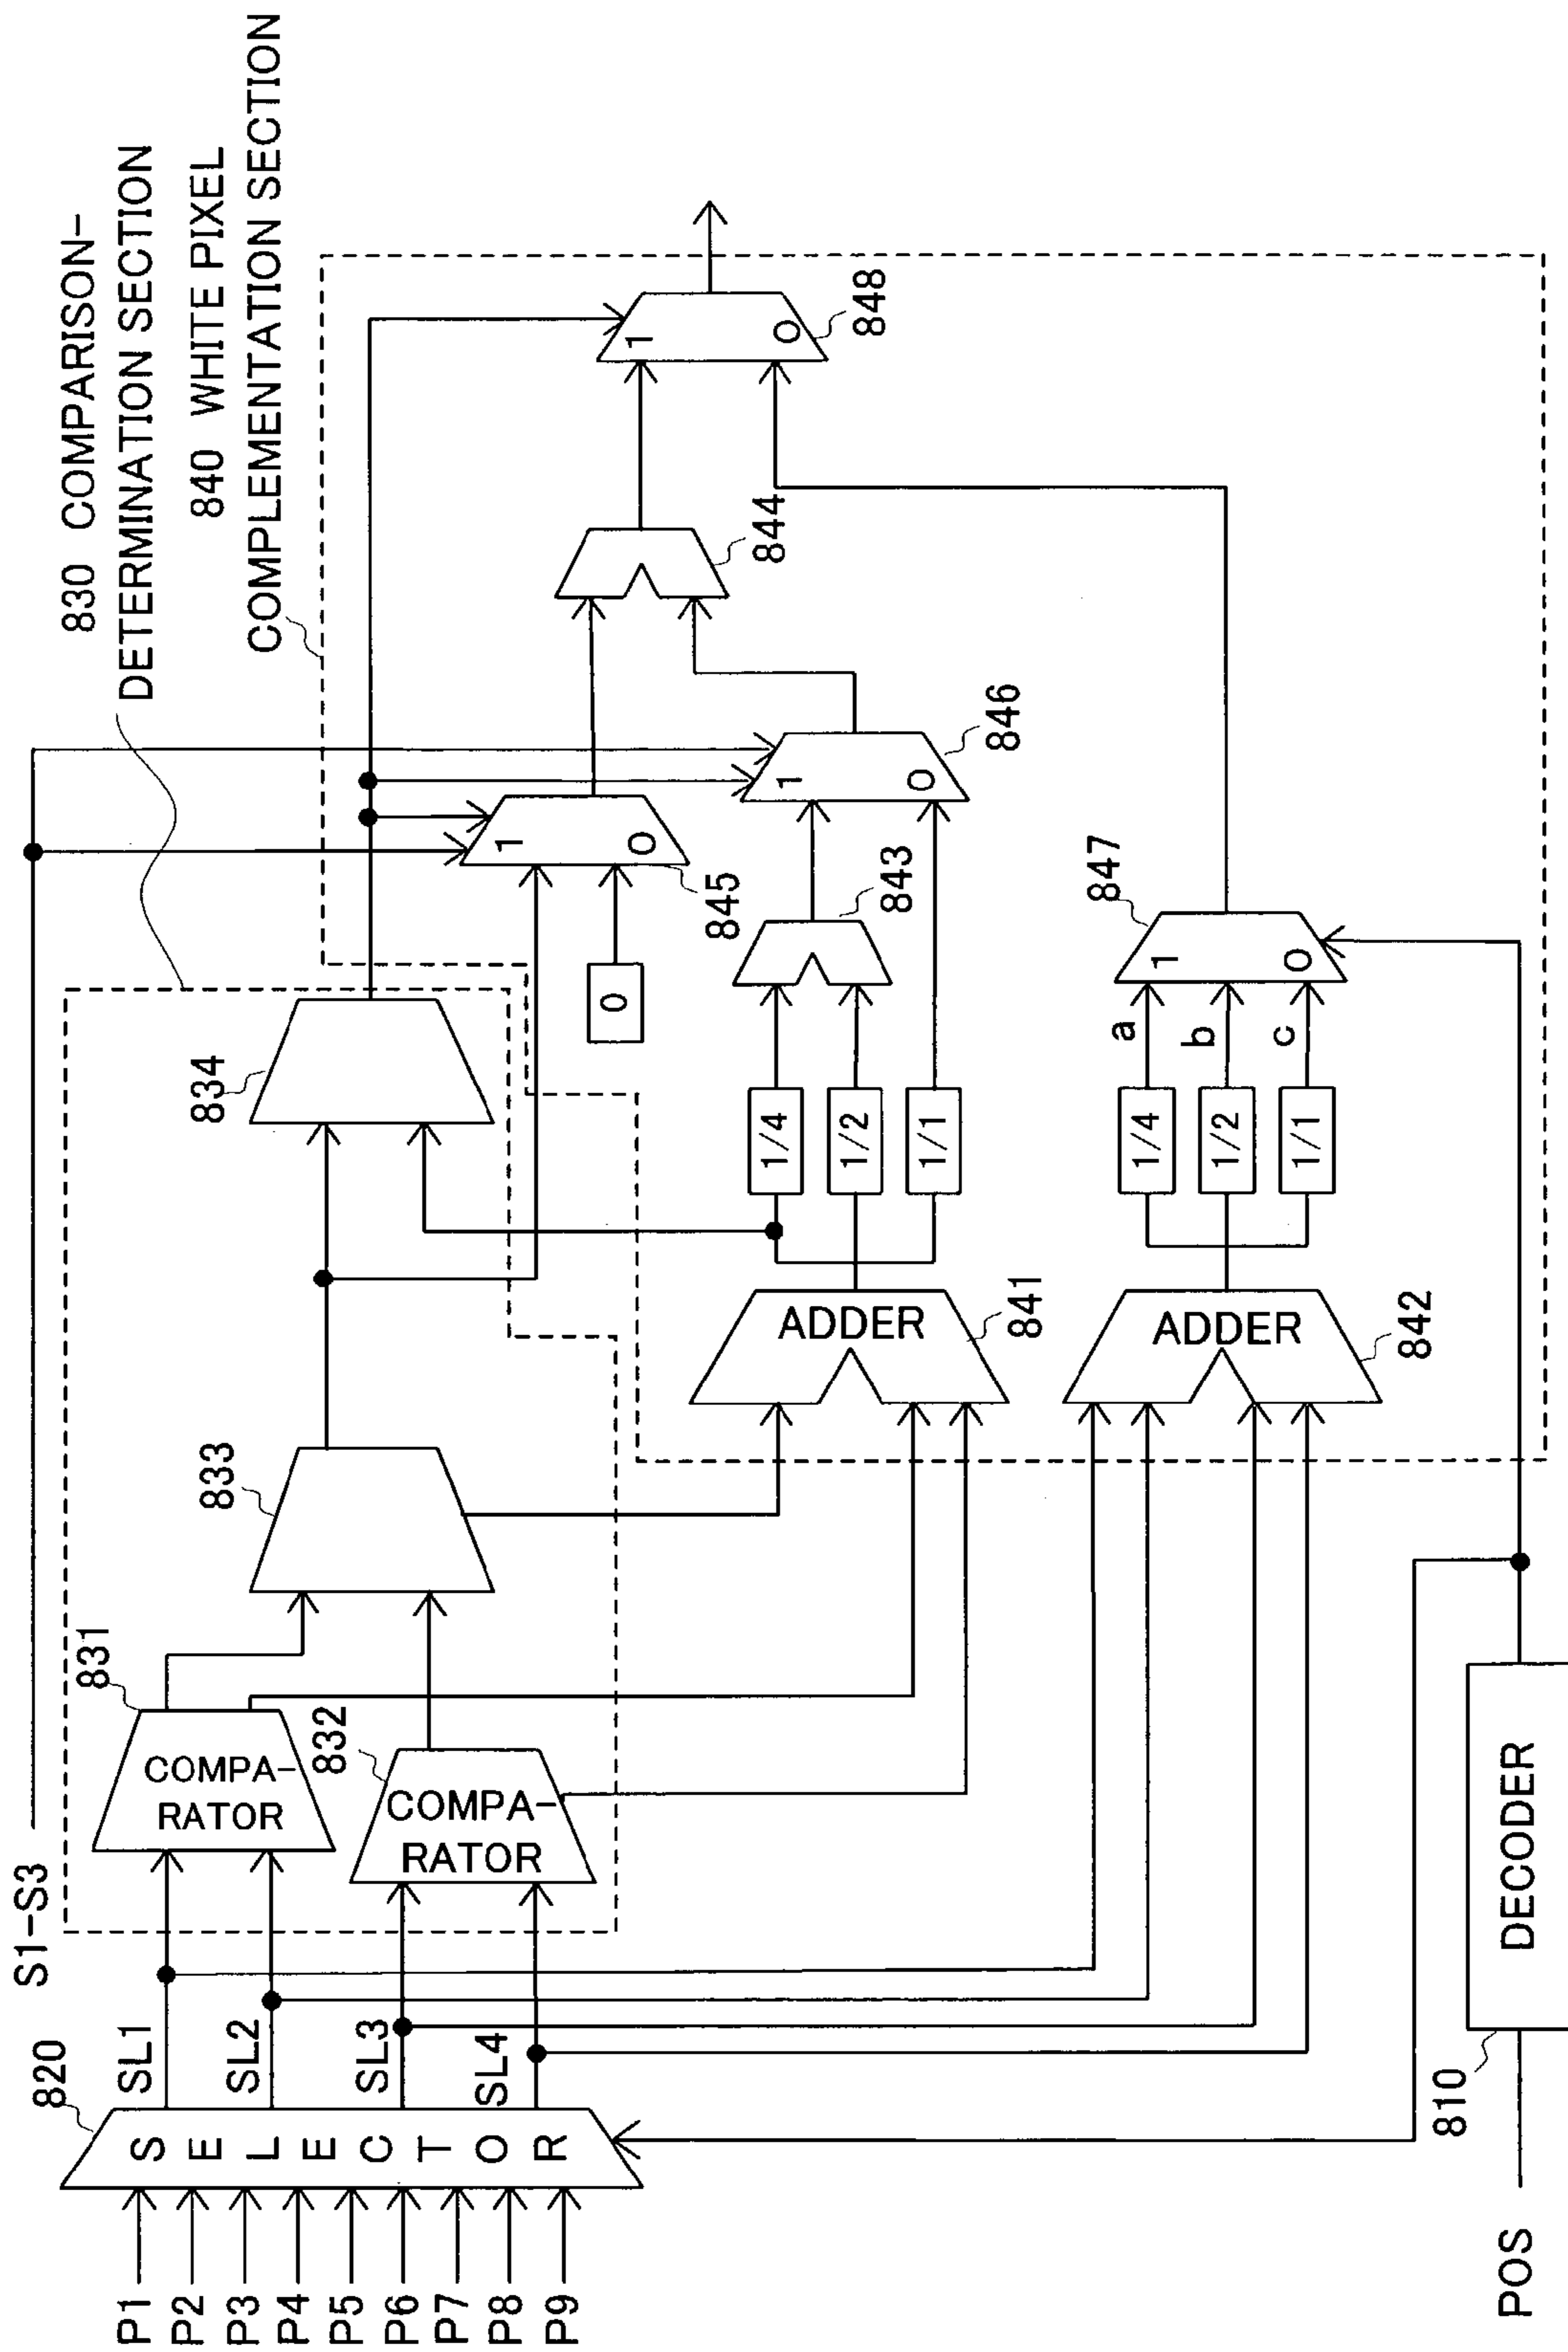 830 COMPARISON-
DETERMINATION SECTION
840 WHITE PIXEL
COMPLEMENTATION SECTION
S1-S3
P1
P2
P3
P4
P5
P6
P7
P8
P9
820
SELECTOR
SL1
SL2
SL3
SL4
831
COMPA-
RATOR
832
COMPA-
RATOR
833
834
0
1
0
845
841
ADDER
1/4
1/2
1/1
843
1
0
846
844
1
0
848
842
ADDER
1/4
1/2
1/1
a
b
c
1
0
847
POS
810
DECODER